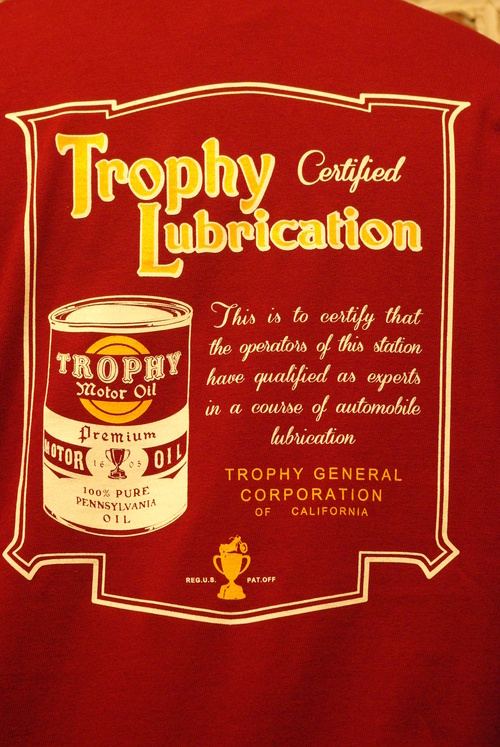 Trophy Certified
Lubrication
This is to certify that
the operators of this station
have qualified as experts
in a course of automobile
lubrication
TROPHY GENERAL
CORPORATION
OF CALIFORNIA
TROPHY
Motor Oil
Premium
MOTOR OIL
16 05
100% PURE
PENNSYLVANIA
OIL
REG.U.S. PAT.OFF